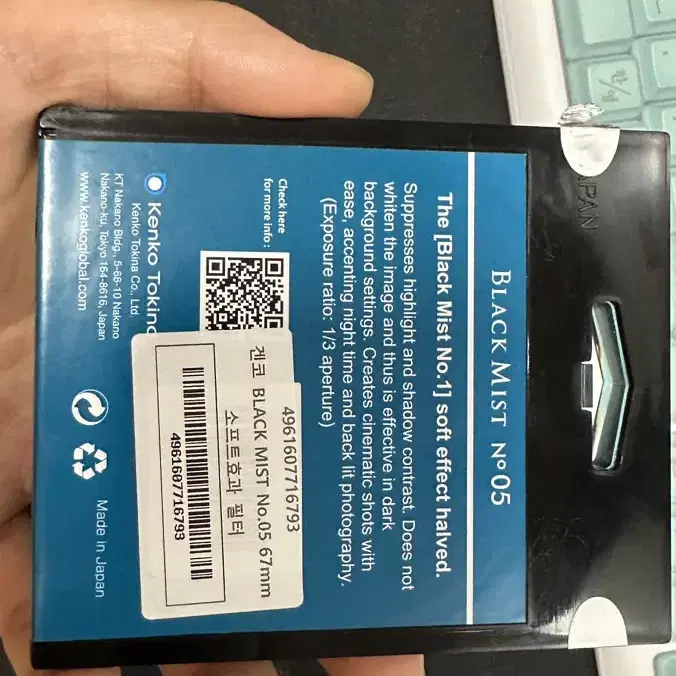 JAPAN
BLACK MIST No 05
The [Black Mist No.1] soft effect halved.
Suppresses highlight and shadow contrast. Does not
whiten the image and thus is effective in dark
background settings. Creates cinematic shots with
ease, accenting night time and back lit photography.
(Exposure ratio: 1/3 aperture)
Check here
for more info :
4961607716793
겐코 BLACK MIST No.05 67mm
소프트효과 필터
4961607716793
Kenko Tokina
Kenko Tokina Co., Ltd.
KT Nakano Bldg., 5-68-10 Nakano
Nakano-ku, Tokyo 164-8616, Japan
www.kenkoglobal.com
Made in Japan
한/영